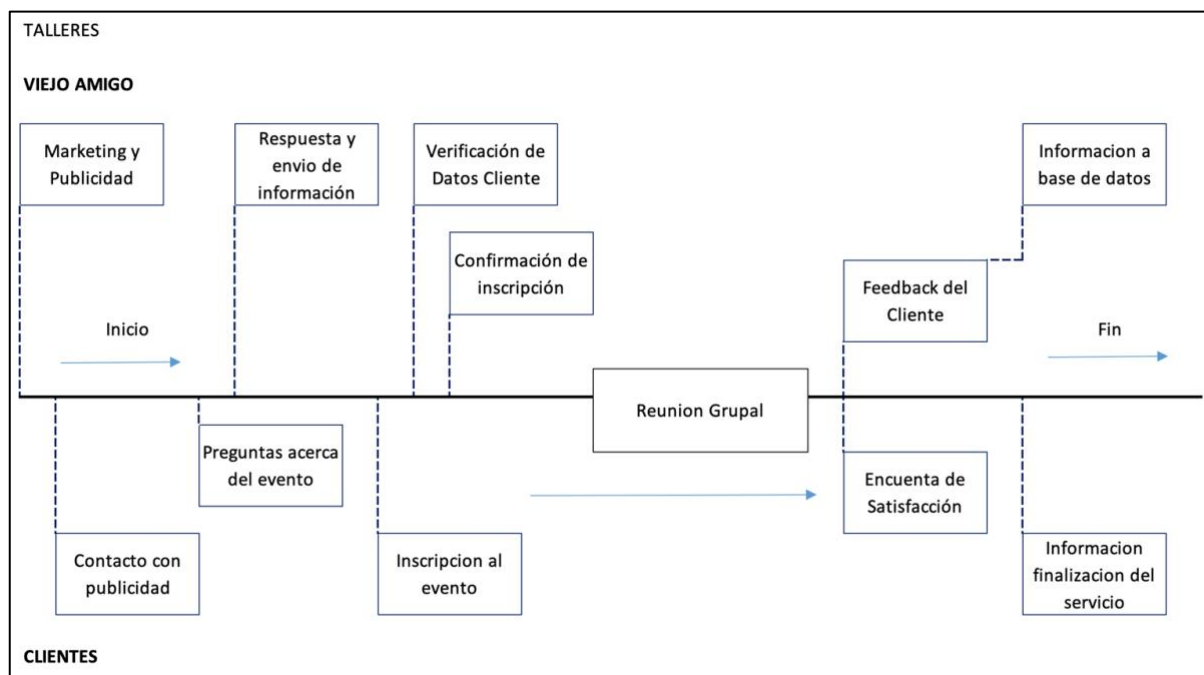 TALLERES
VIEJO AMIGO
Marketing y
Publicidad
Respuesta y
envio de
información
Verificación de
Datos Cliente
Informacion a
base de datos
Confirmación de
inscripción
Feedback del
Cliente
Inicio
Fin
Reunion Grupal
Preguntas acerca
del evento
Encuenta de
Satisfacción
Contacto con
publicidad
Inscripcion al
evento
Informacion
finalizacion del
servicio
CLIENTES